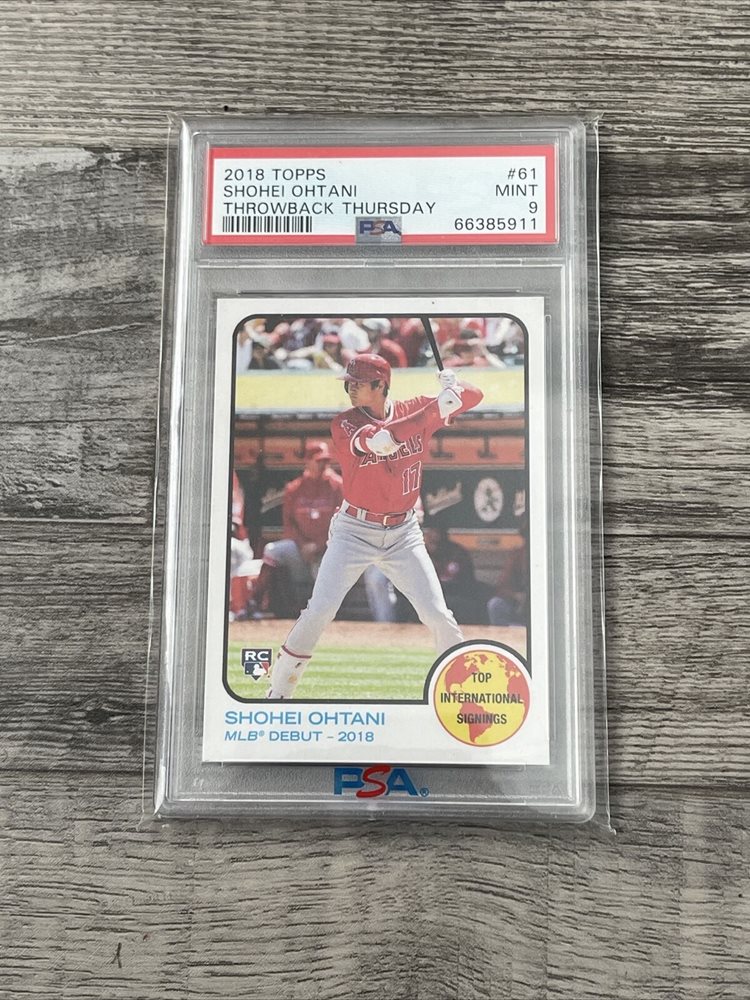 2018 TOPPS #61
SHOHEI OHTANI MINT
THROWBACK THURSDAY 9
PSA 66385911
ANGELS
17
RC
TOP
INTERNATIONAL
SIGNINGS
SHOHEI OHTANI
MLB® DEBUT - 2018
PSA®